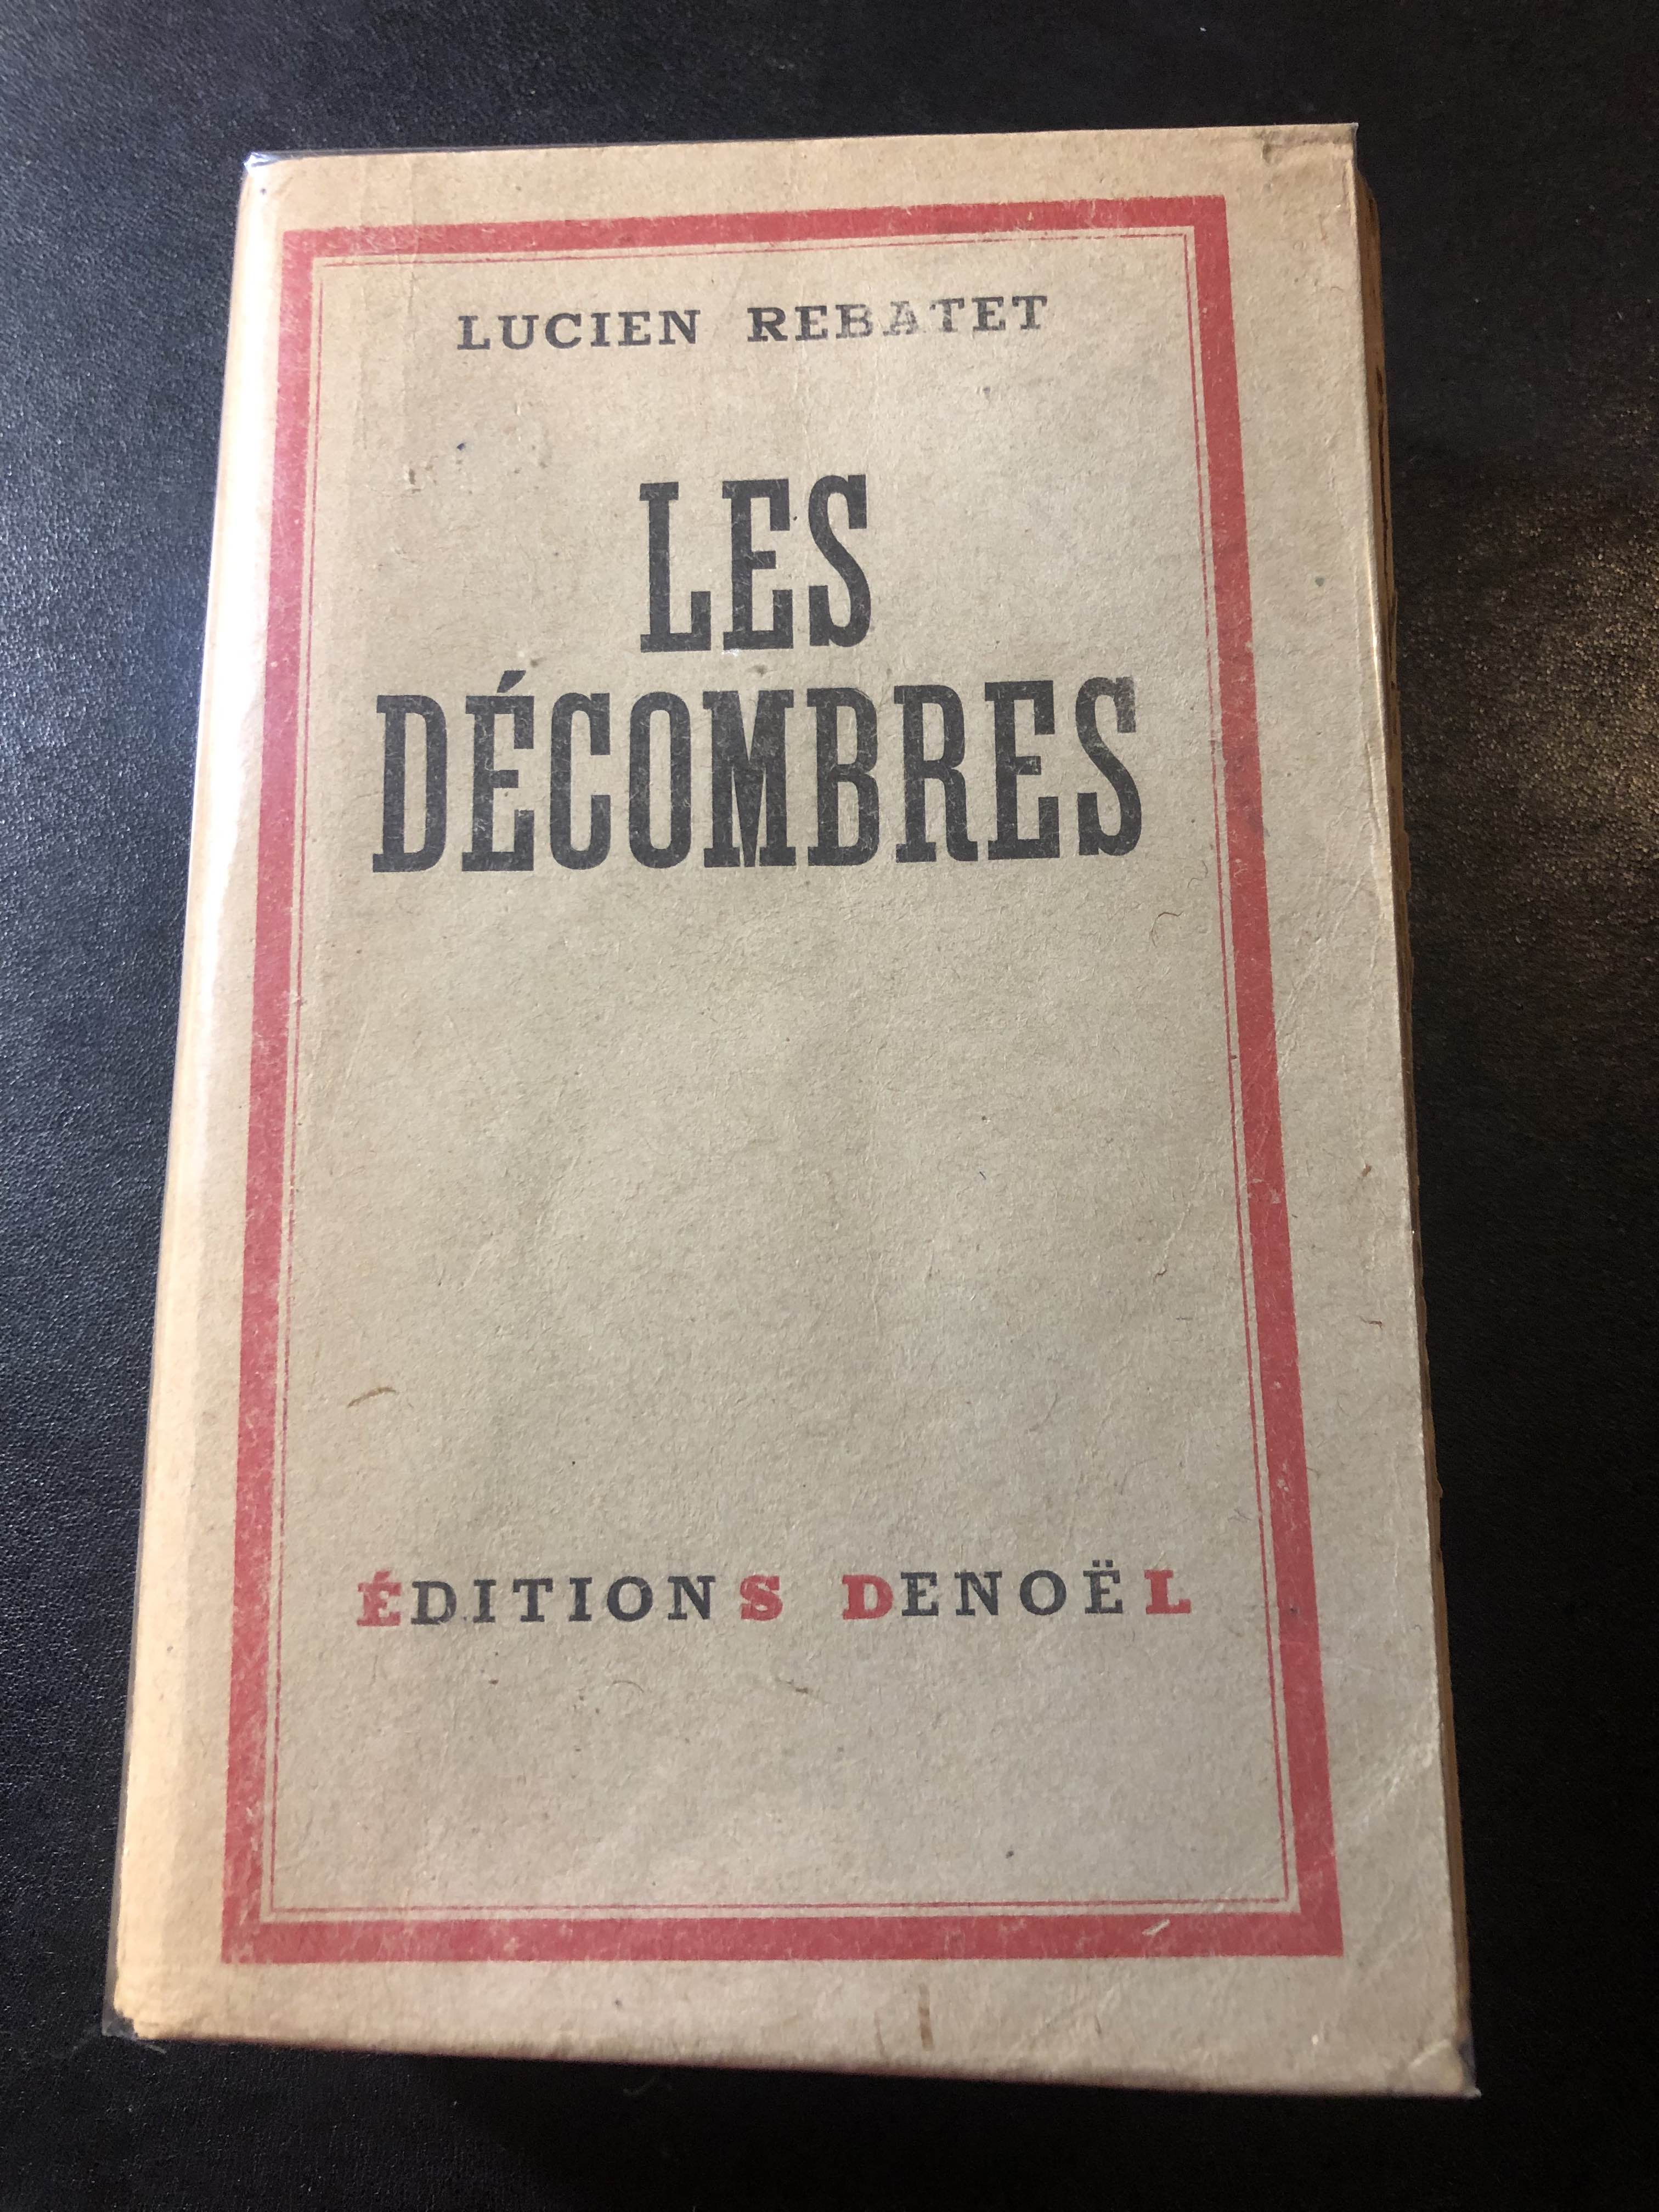 LUCIEN REBATET
LES
DÉCOMBRES
ÉDITIONS DENOËL